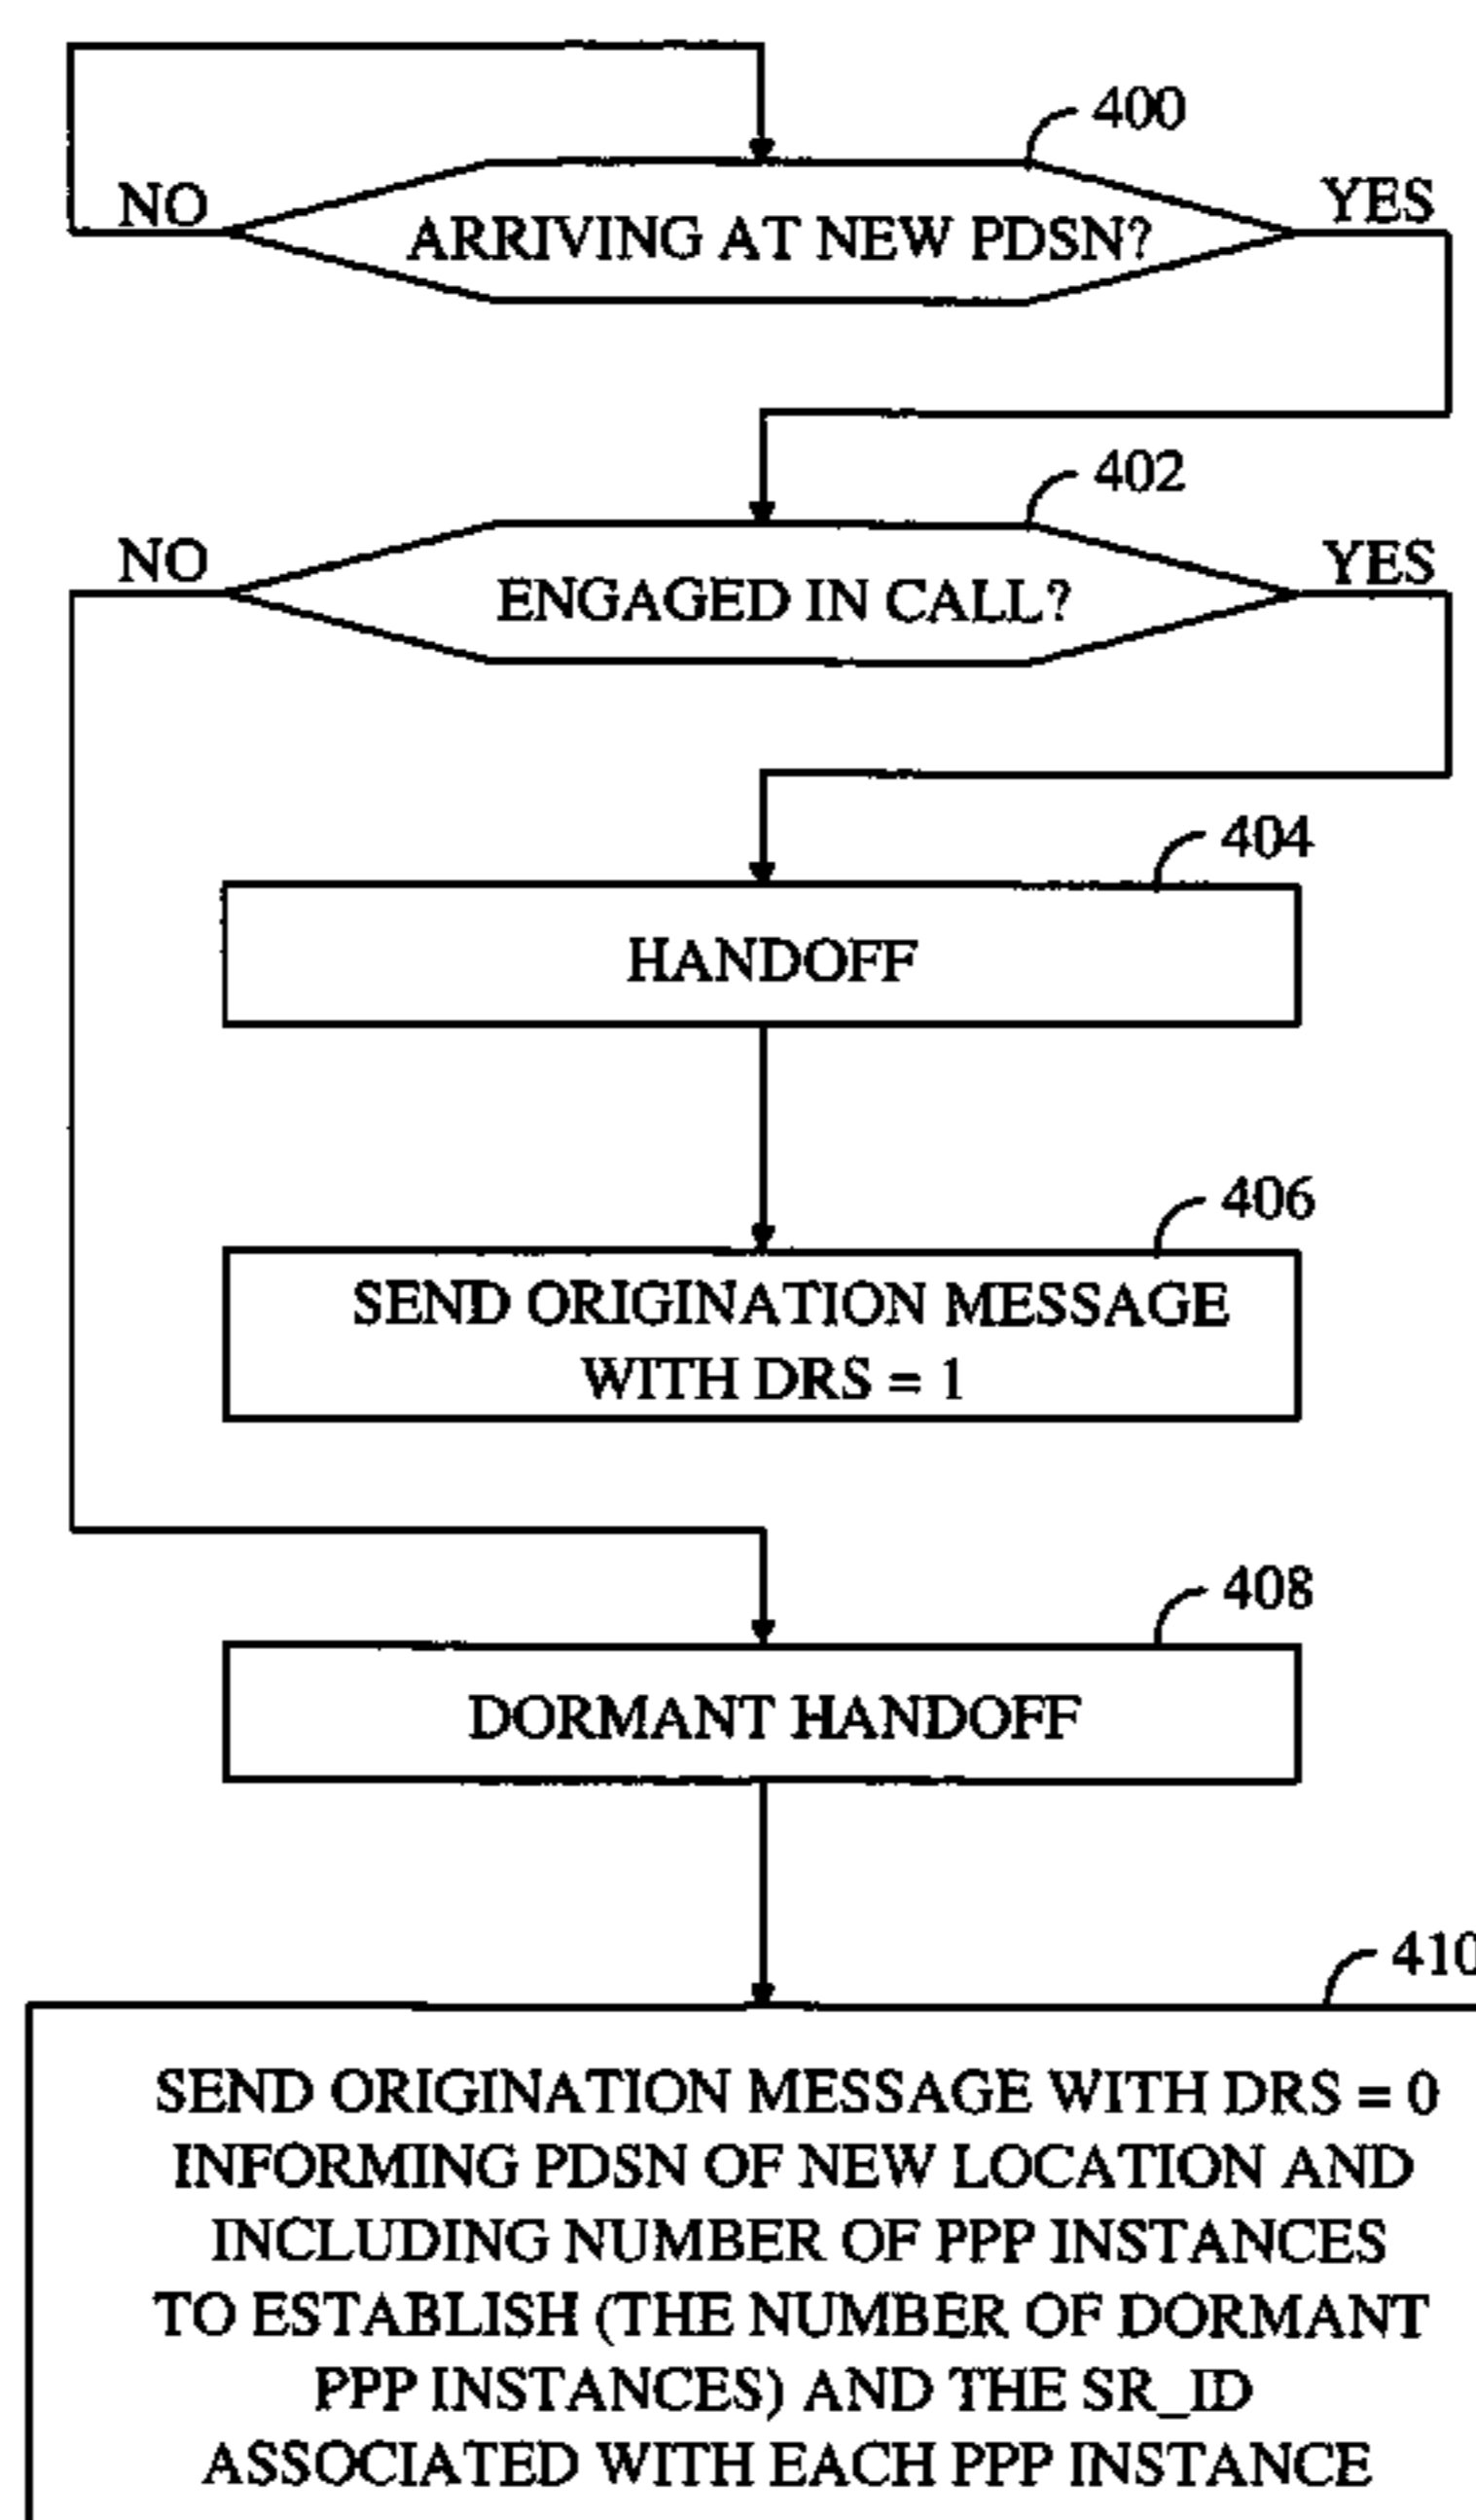 400
NO
YES
ARRIVING AT NEW PDSN?
402
NO
YES
ENGAGED IN CALL?
404
HANDOFF
406
SEND ORIGINATION MESSAGE
WITH DRS = 1
408
DORMANT HANDOFF
410
SEND ORIGINATION MESSAGE WITH DRS = 0
INFORMING PDSN OF NEW LOCATION AND
INCLUDING NUMBER OF PPP INSTANCES
TO ESTABLISH (THE NUMBER OF DORMANT
PPP INSTANCES) AND THE SR_ID
ASSOCIATED WITH EACH PPP INSTANCE